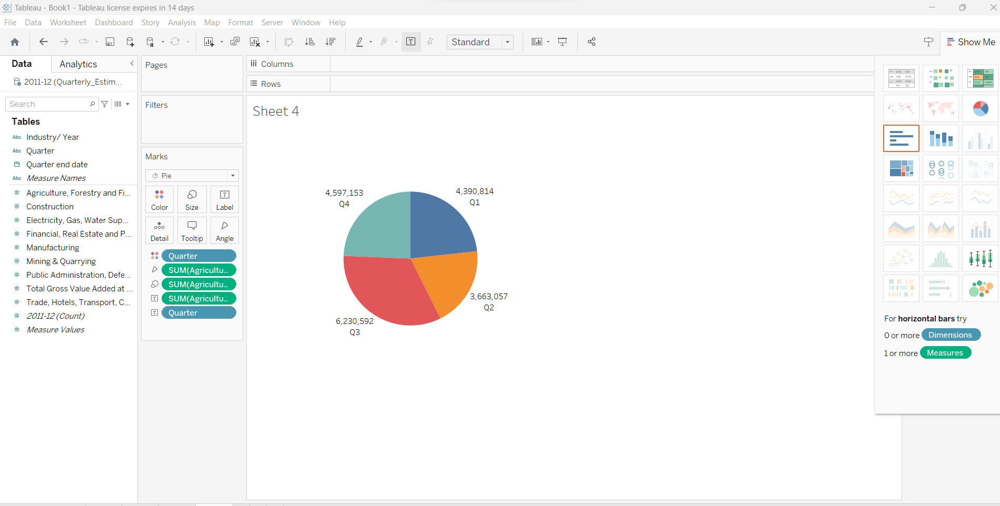 Tableau - Book1 - Tableau license expires in 14 days
File Data Worksheet Dashboard Story Analysis Map Format Server Window Help
Standard
Show Me
Data
Analytics
2011-12 (Quarterly_Estim...
Search
Tables
Abc Industry/ Year
Abc Quarter
Quarter end date
Abc Measure Names
# Agriculture, Forestry and Fi...
# Construction
# Electricity, Gas, Water Sup...
# Financial, Real Estate and P...
# Manufacturing
# Mining & Quarrying
# Public Administration, Defe...
# Total Gross Value Added at ...
# Trade, Hotels, Transport, C...
# 2011-12 (Count)
# Measure Values
Pages
Filters
Marks
Pie
Color Size Label
Detail Tooltip Angle
Quarter
SUM(Agricultu..
SUM(Agricultu..
SUM(Agricultu..
Quarter
Columns
Rows
Sheet 4
4,597,153
Q4
4,390,814
Q1
3,663,057
Q2
6,230,592
Q3
For horizontal bars try
0 or more Dimensions
1 or more Measures